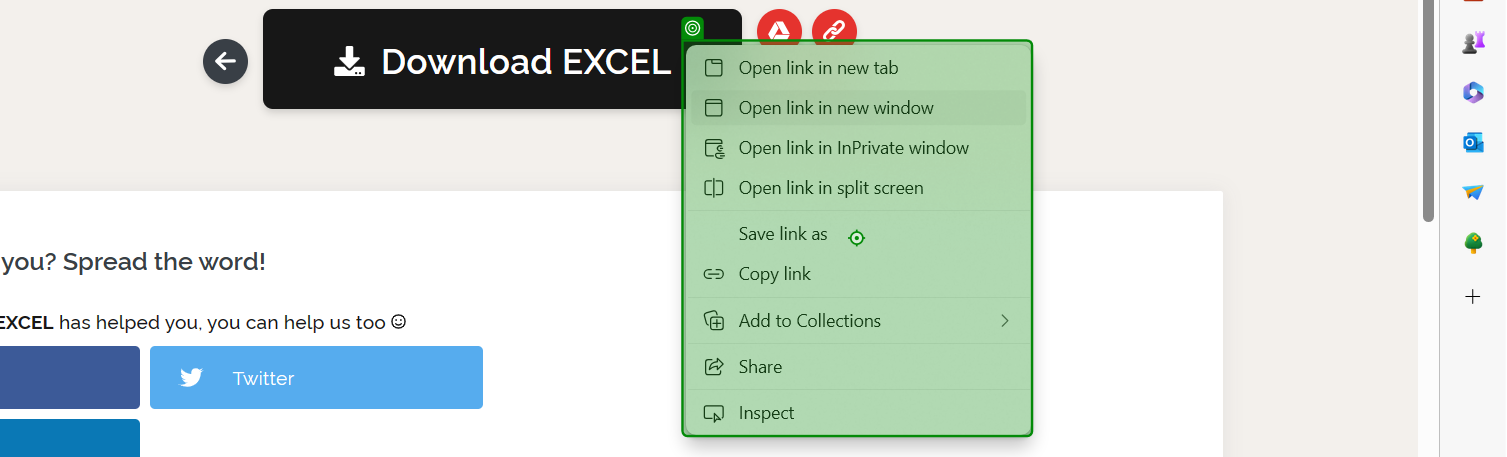 Download EXCEL
Open link in new tab
Open link in new window
Open link in InPrivate window
Open link in split screen
Save link as
Copy link
Add to Collections
Share
Inspect
you? Spread the word!
EXCEL has helped you, you can help us too
Twitter